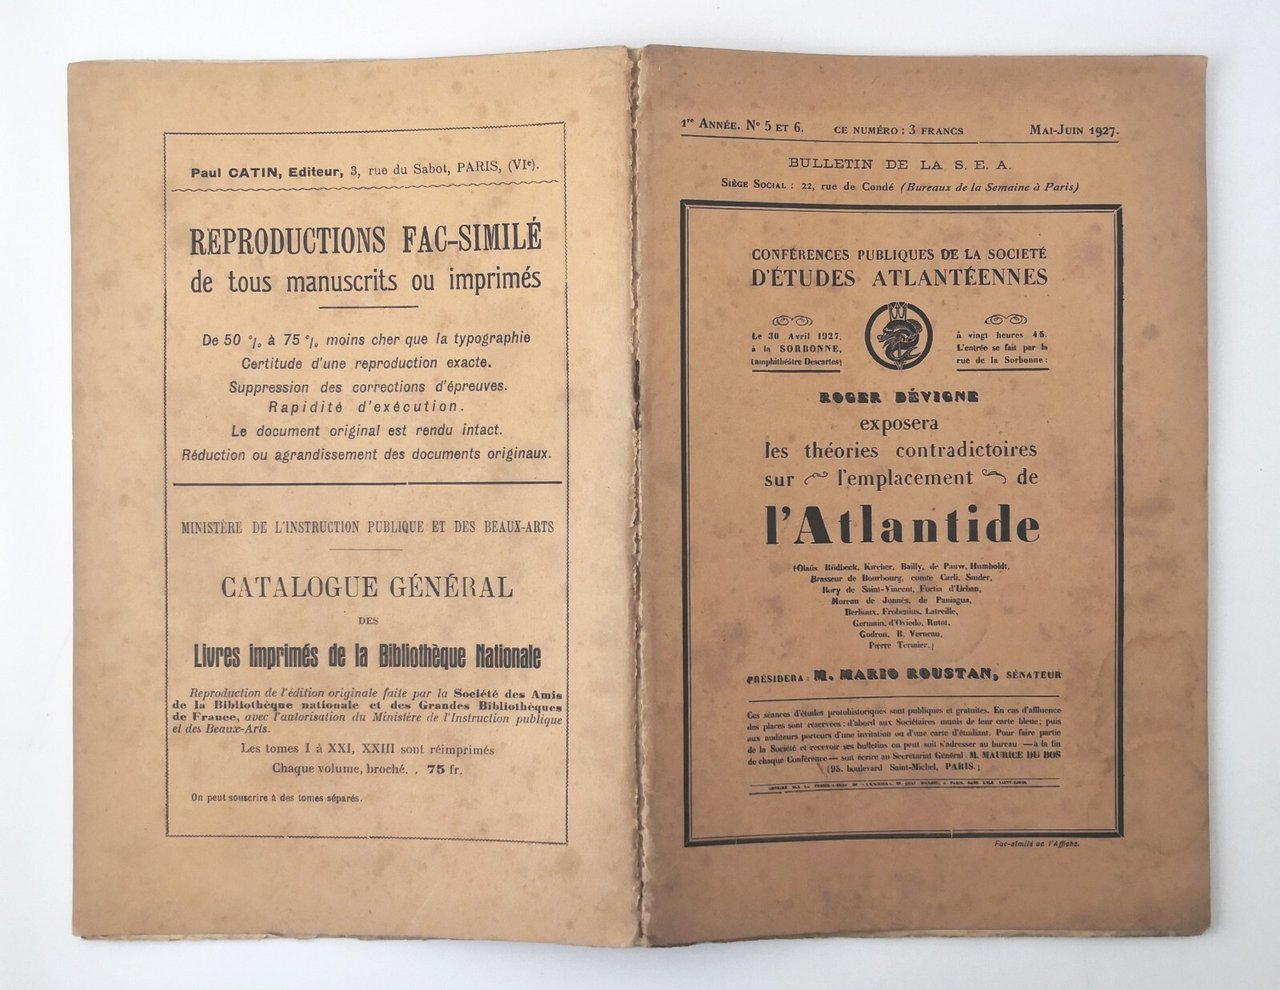 Paul CATIN, Editeur, 3, rue du Sabot, PARIS, (VIe).
REPRODUCTIONS FAC-SIMILÉ
de tous manuscrits ou imprimés
De 50 % à 75 % moins cher que la typographie
Certitude d'une reproduction exacte.
Suppression des corrections d'épreuves.
Rapidité d'exécution.
Le document original est rendu intact.
Réduction ou agrandissement des documents originaux.
MINISTÈRE DE L'INSTRUCTION PUBLIQUE ET DES BEAUX-ARTS
CATALOGUE GÉNÉRAL
DES
Livres imprimés de la Bibliothèque Nationale
Reproduction de l'édition originale faite par la Société des Amis
de la Bibliothèque nationale et des Grandes Bibliothèques
de France, avec l'autorisation du Ministère de l'Instruction publique
et des Beaux-Arts.
Les tomes I à XXI, XXIII sont réimprimés
Chaque volume, broché. . 75 fr.
On peut souscrire à des tomes séparés.
1re ANNÉE. No 5 ET 6. CE NUMÉRO : 3 FRANCS MAI-JUIN 1927.
BULLETIN DE LA S. E. A.
SIÈGE SOCIAL : 22, rue de Condé (Bureaux de la Semaine à Paris)
CONFÉRENCES PUBLIQUES DE LA SOCIETÉ
D'ÉTUDES ATLANTÉENNES
Le 30 Avril 1927,
à la SORBONNE,
(amphithéâtre Descartes)
à vingt heures 45.
L'entrée se fait par la
rue de la Sorbonne :
ROGER DÉVIGNE
exposera
les théories contradictoires
sur l'emplacement de
l'Atlantide
(Olaüs Rüdbeck, Kircher, Bailly, de Pauw, Humboldt,
Brasseur de Bourbourg, comte Carli, Snider,
Bory de Saint-Vincent, Fortia d'Urban,
Moreau de Jonnès, de Paniagua,
Berlioux, Frobenius, Latreille,
Germain, d'Oviedo, Rutot,
Godron, R. Verneau,
Pierre Termier.)
PRÉSIDERA : M. MARIO ROUSTAN, SÉNATEUR
Ces séances d'études protohistoriques sont publiques et gratuites. En cas d'affluence
des places sont réservées : d'abord aux Sociétaires munis de leur carte bleue; puis
aux auditeurs porteurs d'une invitation ou d'une carte d'étudiant. Pour faire partie
de la Société et recevoir ses bulletins on peut soit s'adresser au bureau — à la fin
de chaque Conférence — soit écrire au Secrétariat Général M. MAURICE DU BOS
(95, boulevard Saint-Michel, PARIS.)
Fac-similé de l'Affiche.